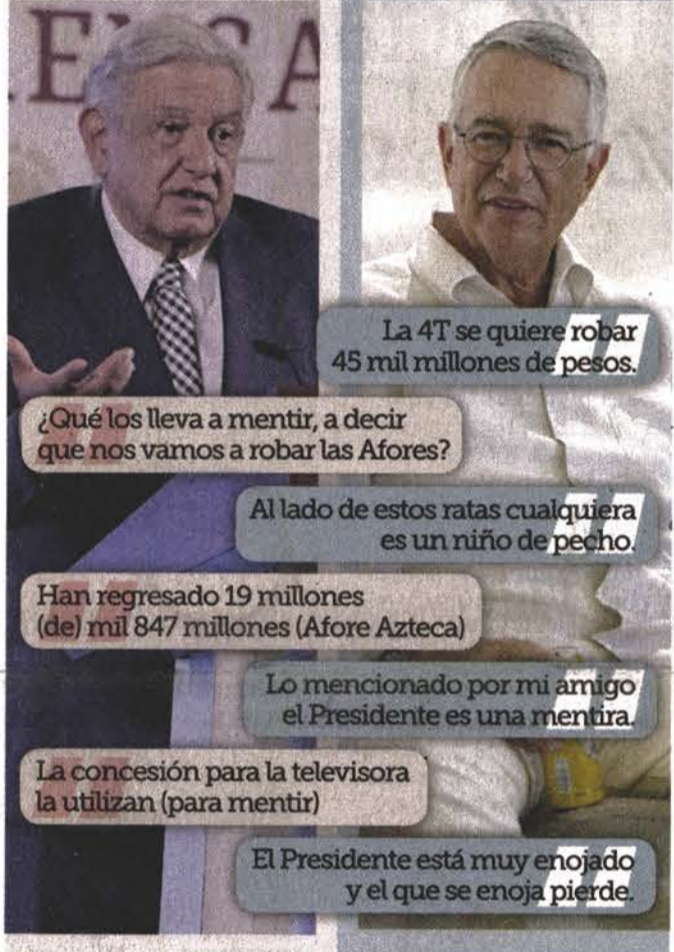 ENSA
La 4T se quiere robar
45 mil millones de pesos.
¿Qué los lleva a mentir, a decir
que nos vamos a robar las Afores?
Al lado de estos ratas cualquiera
es un niño de pecho.
Han regresado 19 millones
(de) mil 847 millones (Afore Azteca)
Lo mencionado por mi amigo
el Presidente es una mentira.
La concesión para la televisora
la utilizan (para mentir)
El Presidente está muy enojado
y el que se enoja pierde.